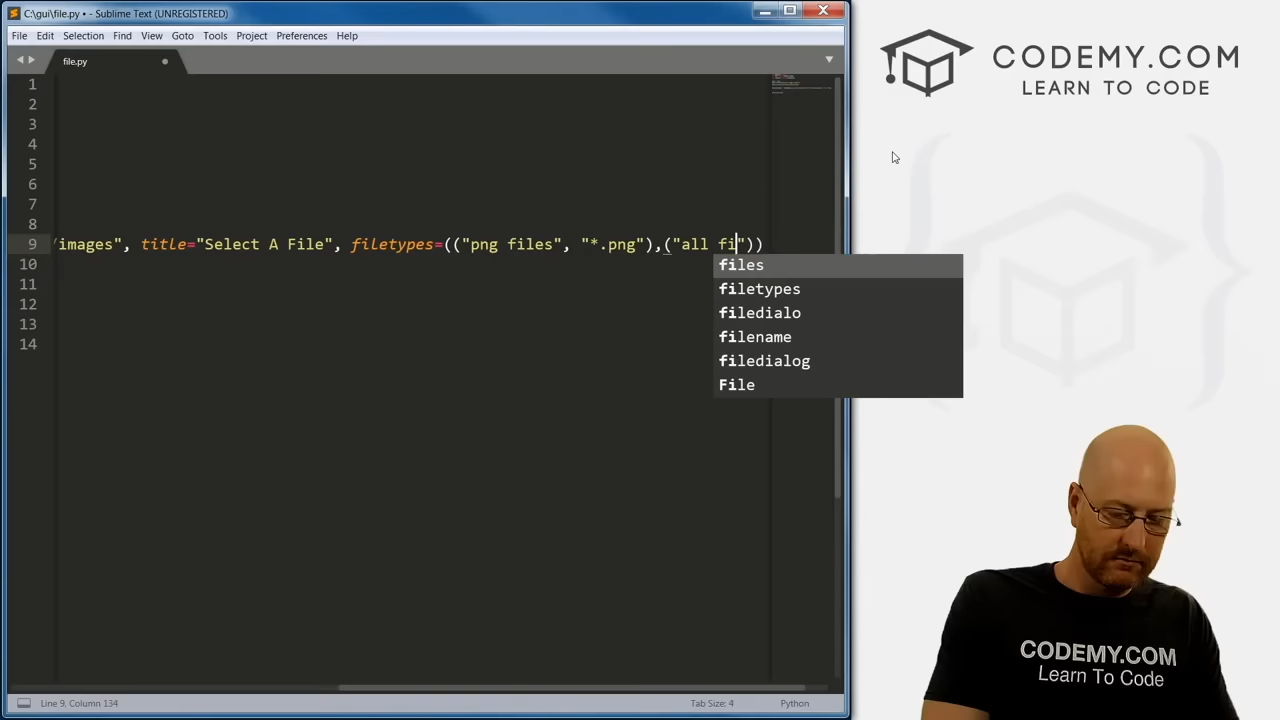 C:\gui\file.py • - Sublime Text (UNREGISTERED)
File Edit Selection Find View Goto Tools Project Preferences Help
file.py
1
2
3
4
5
6
7
8
9 /images", title="Select A File", filetypes=(("png files", "*.png"),("all fi"))
10
11
12
13
14
files
filetypes
filedialo
filename
filedialog
File
Line 9, Column 134
Tab Size: 4
Python
CODEMY.COM
LEARN TO CODE
CODEMY.COM
Learn To Code